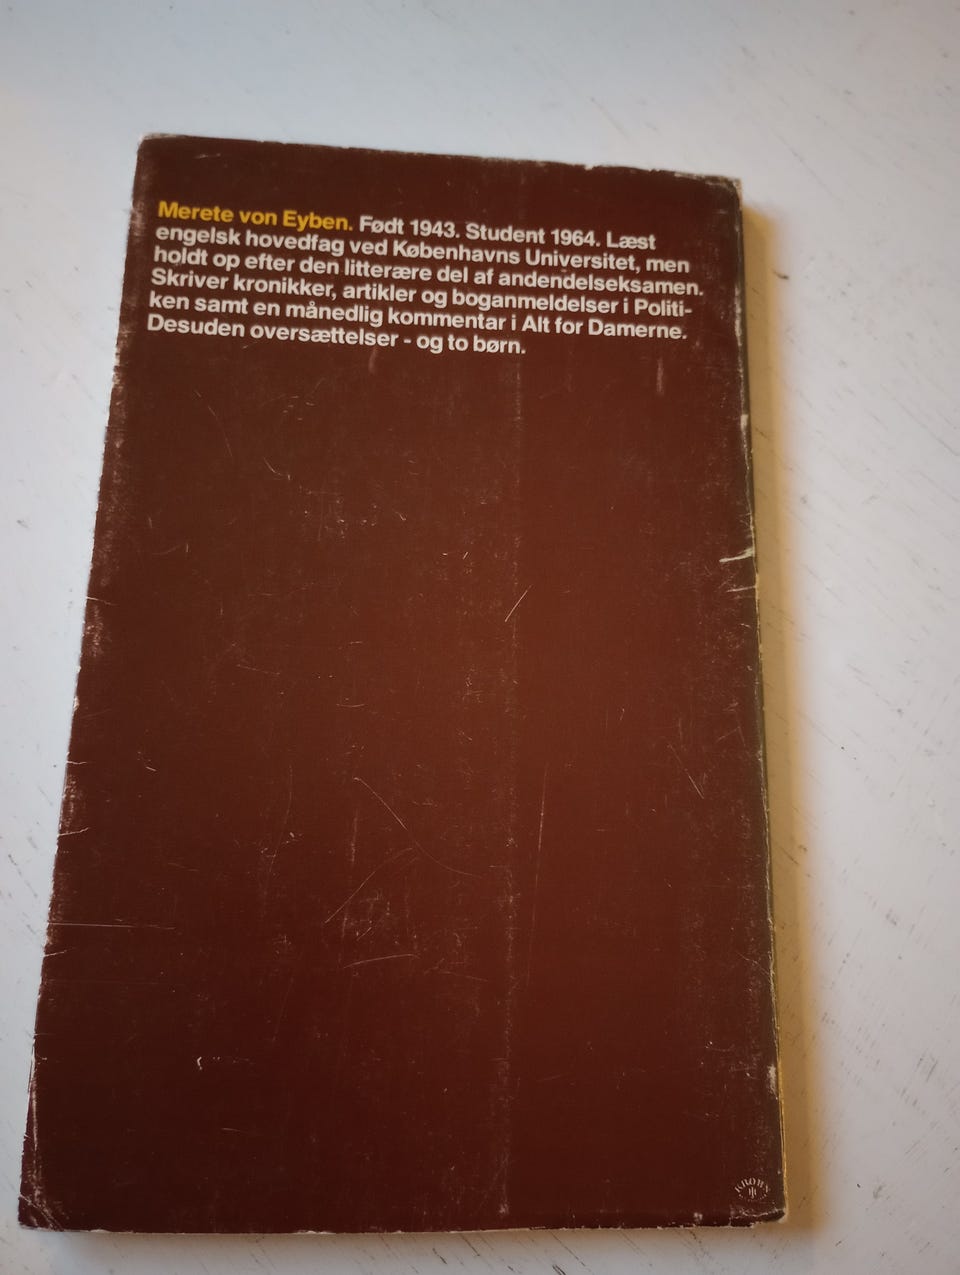 Merete von Eyben. Født 1943. Student 1964. Læst
engelsk hovedfag ved Københavns Universitet, men
holdt op efter den litterære del af andendelseksamen.
Skriver kronikker, artikler og boganmeldelser i Politi-
ken samt en månedlig kommentar i Alt for Damerne.
Desuden oversættelser - og to børn.